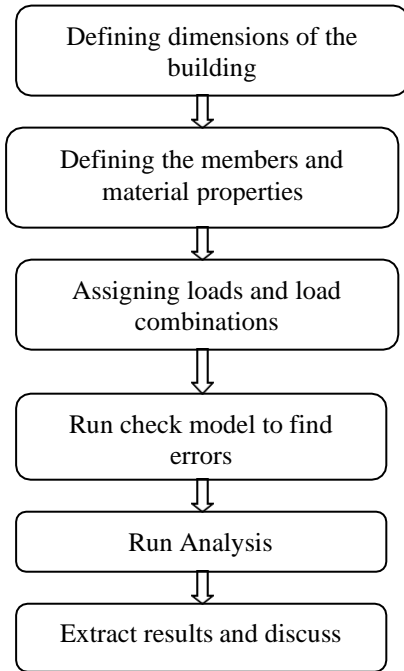 Defining dimensions of the
building
Defining the members and
material properties
Assigning loads and load
combinations
Run check model to find
errors
Run Analysis
Extract results and discuss